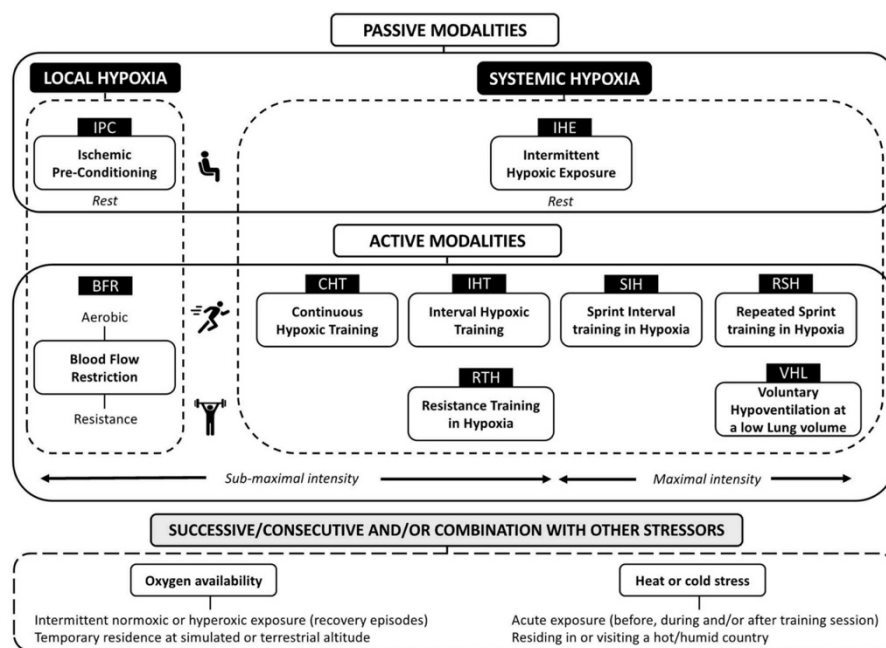 PASSIVE MODALITIES
LOCAL HYPOXIA
SYSTEMIC HYPOXIA
IPC
Ischemic
Pre-Conditioning
Rest
IHE
Intermittent
Hypoxic Exposure
Rest
ACTIVE MODALITIES
BFR
Aerobic
Blood Flow
Restriction
Resistance
CHT
Continuous
Hypoxic Training
IHT
Interval Hypoxic
Training
SIH
Sprint Interval
training in Hypoxia
RSH
Repeated Sprint
training in Hypoxia
RTH
Resistance Training
in Hypoxia
VHL
Voluntary
Hypoventilation at
a low Lung volume
Sub-maximal intensity
Maximal intensity
SUCCESSIVE/CONSECUTIVE AND/OR COMBINATION WITH OTHER STRESSORS
Oxygen availability
Intermittent normoxic or hyperoxic exposure (recovery episodes)
Temporary residence at simulated or terrestrial altitude
Heat or cold stress
Acute exposure (before, during and/or after training session)
Residing in or visiting a hot/humid country